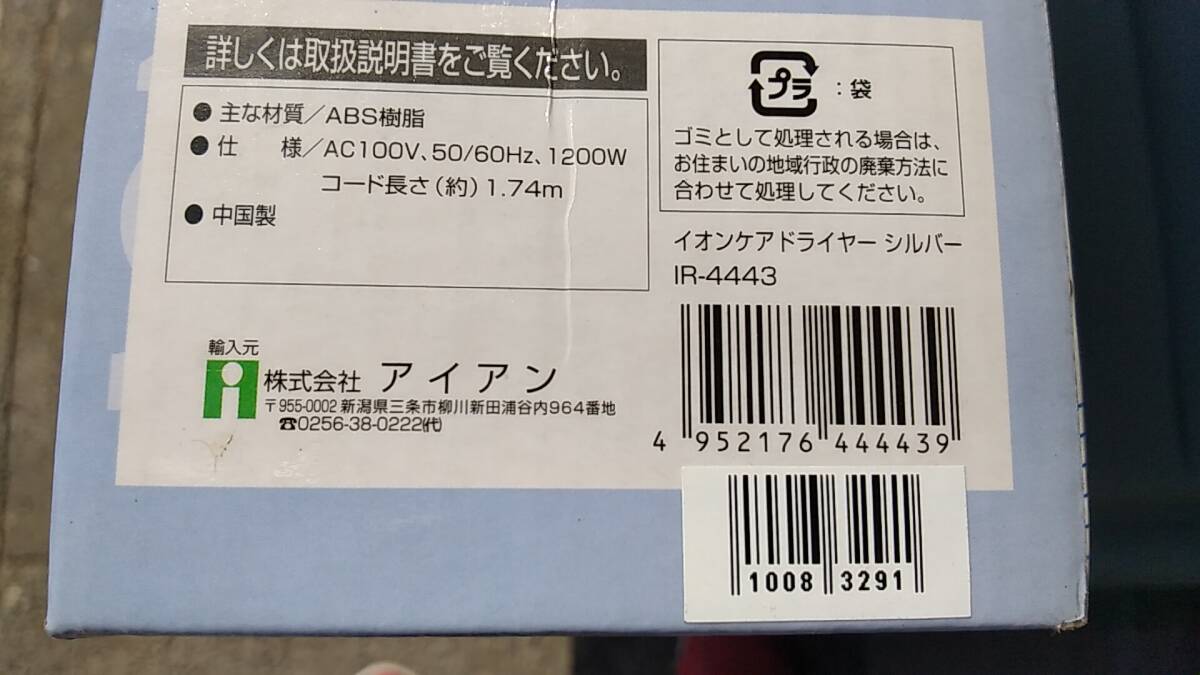 詳しくは取扱説明書をご覧ください。
● 主な材質／ABS樹脂
● 仕　様／AC100V、50/60Hz、1200W
コード長さ（約）1.74m
● 中国製
プラ
：袋
ゴミとして処理される場合は、
お住まいの地域行政の廃棄方法に
合わせて処理してください。
イオンケアドライヤー シルバー
IR-4443
輸入元
株式会社 アイアン
〒955-0002 新潟県三条市柳川新田浦谷内964番地
☎0256-38-0222㈹
4 952176 444439
1008 3291